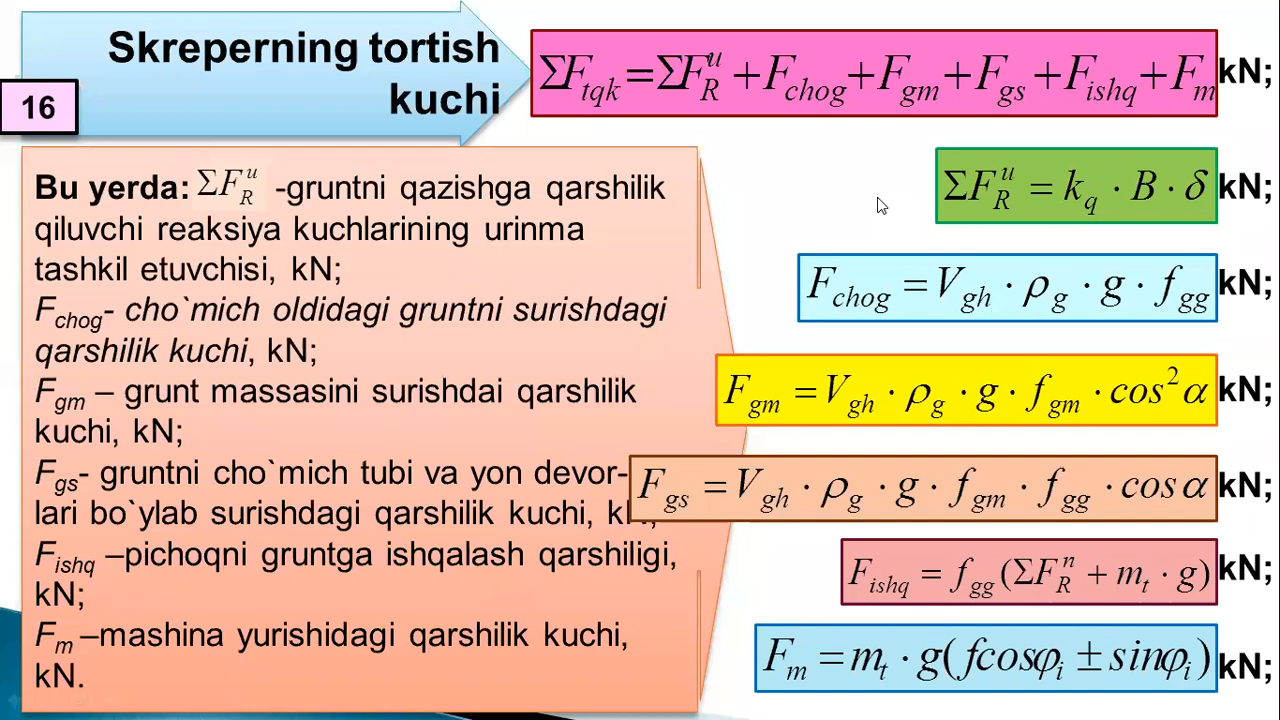 Skreperning tortish
kuchi
16
ΣF_tqk = ΣF_R^u + F_chog + F_gm + F_gs + F_ishq + F_m kN;
Bu yerda: ΣF_R^u -gruntni qazishga qarshilik
qiluvchi reaksiya kuchlarining urinma
tashkil etuvchisi, kN;
F_chog- cho`mich oldidagi gruntni surishdagi
qarshilik kuchi, kN;
F_gm – grunt massasini surishdai qarshilik
kuchi, kN;
F_gs- gruntni cho`mich tubi va yon devor-
lari bo`ylab surishdagi qarshilik kuchi, kN;
F_ishq –pichoqni gruntga ishqalash qarshiligi,
kN;
F_m –mashina yurishidagi qarshilik kuchi,
kN.
ΣF_R^u = k_q · B · δ kN;
F_chog = V_gh · ρ_g · g · f_gg kN;
F_gm = V_gh · ρ_g · g · f_gm · cos^2 α kN;
F_gs = V_gh · ρ_g · g · f_gm · f_gg · cos α kN;
F_ishq = f_gg (ΣF_R^n + m_t · g) kN;
F_m = m_t · g( fcosφ_i ± sinφ_i ) kN;